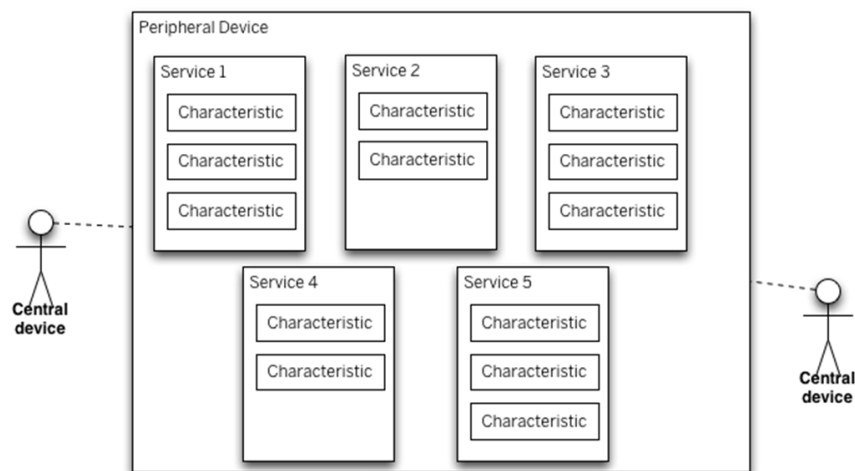 Peripheral Device
Service 1
Characteristic
Characteristic
Characteristic
Service 2
Characteristic
Characteristic
Service 3
Characteristic
Characteristic
Characteristic
Central
device
Service 4
Characteristic
Characteristic
Service 5
Characteristic
Characteristic
Characteristic
Central
device